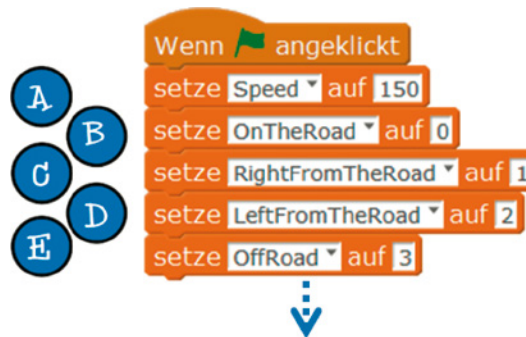 Wenn angeklickt
A
setze Speed auf 150
B
setze OnTheRoad auf 0
C
setze RightFromTheRoad auf 1
D
setze LeftFromTheRoad auf 2
E
setze OffRoad auf 3